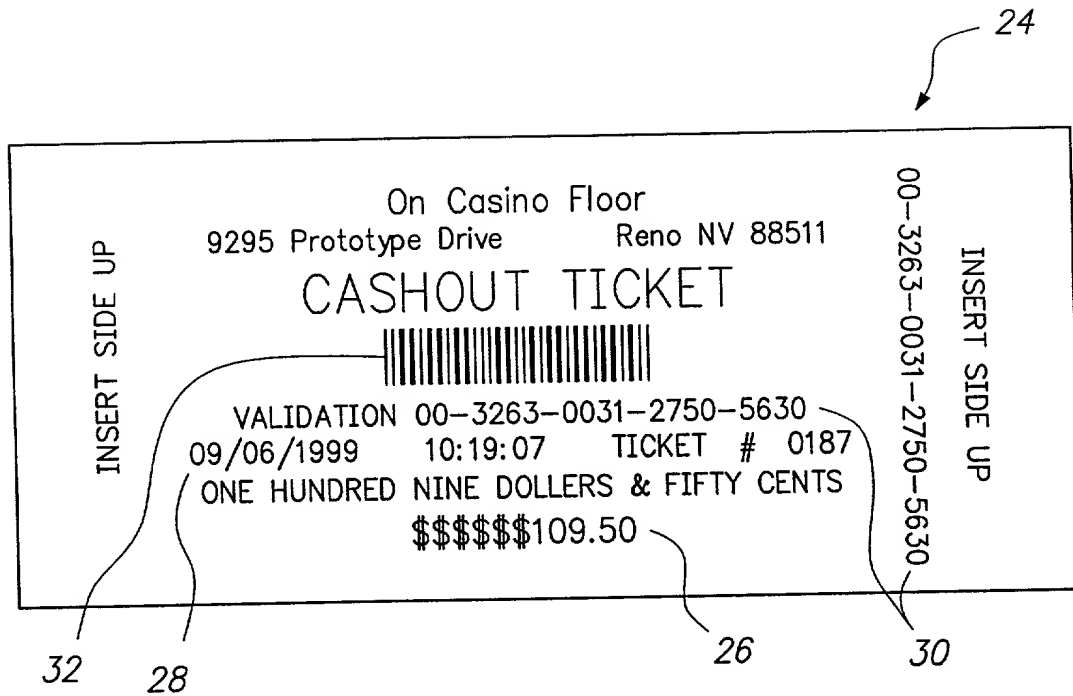 24
On Casino Floor
9295 Prototype Drive Reno NV 88511
CASHOUT TICKET
VALIDATION 00-3263-0031-2750-5630
09/06/1999 10:19:07 TICKET # 0187
ONE HUNDRED NINE DOLLERS & FIFTY CENTS
$$$$$$109.50
INSERT SIDE UP
00-3263-0031-2750-5630
INSERT SIDE UP
32
28
26
30